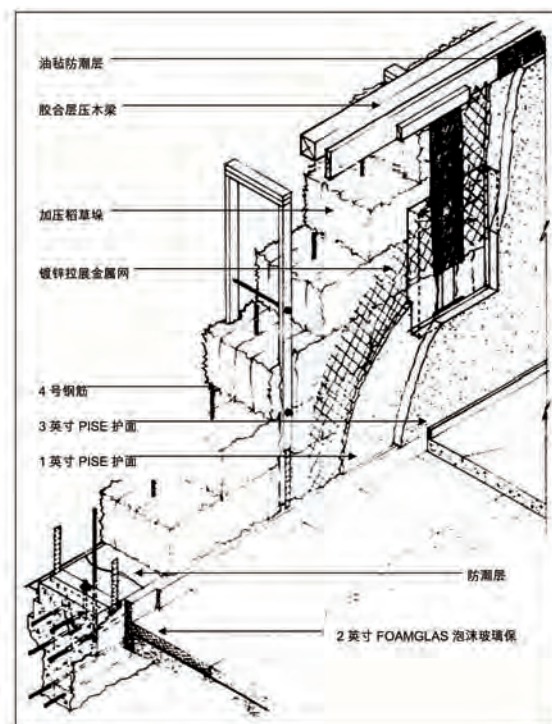 油毡防潮层
胶合层压木梁
加压稻草垛
镀锌拉展金属网
4 号钢筋
3 英寸 PISE 护面
1 英寸 PISE 护面
防潮层
2 英寸 FOAMGLAS 泡沫玻璃保